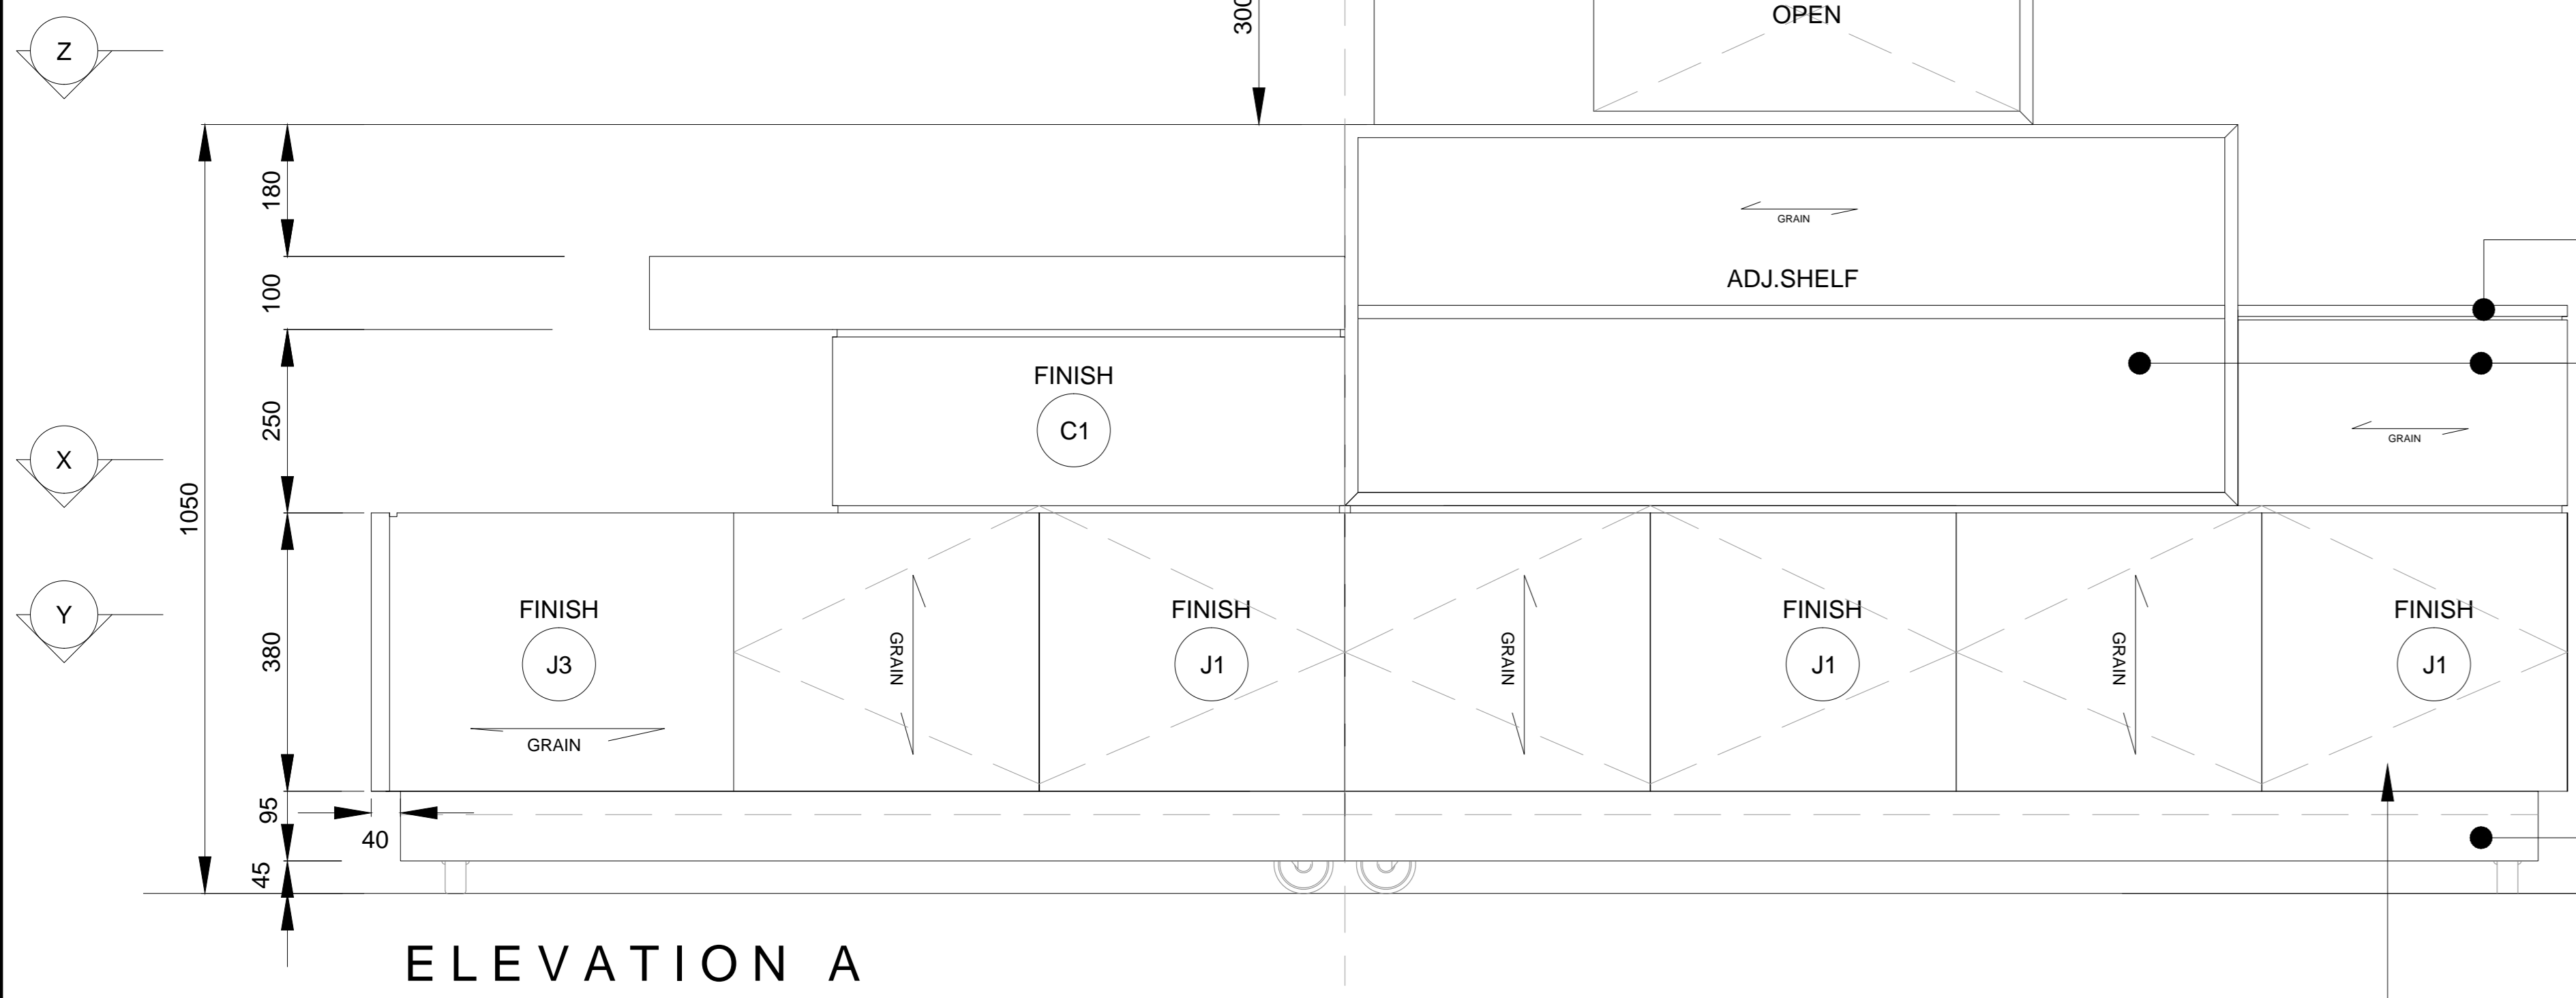 300
OPEN
Z
180
GRAIN
100
ADJ.SHELF
FINISH
250
C1
GRAIN
X
1050
FINISH
FINISH
FINISH
FINISH
Y
380
GRAIN
GRAIN
GRAIN
J3
J1
J1
J1
GRAIN
95
40
45
ELEVATION A